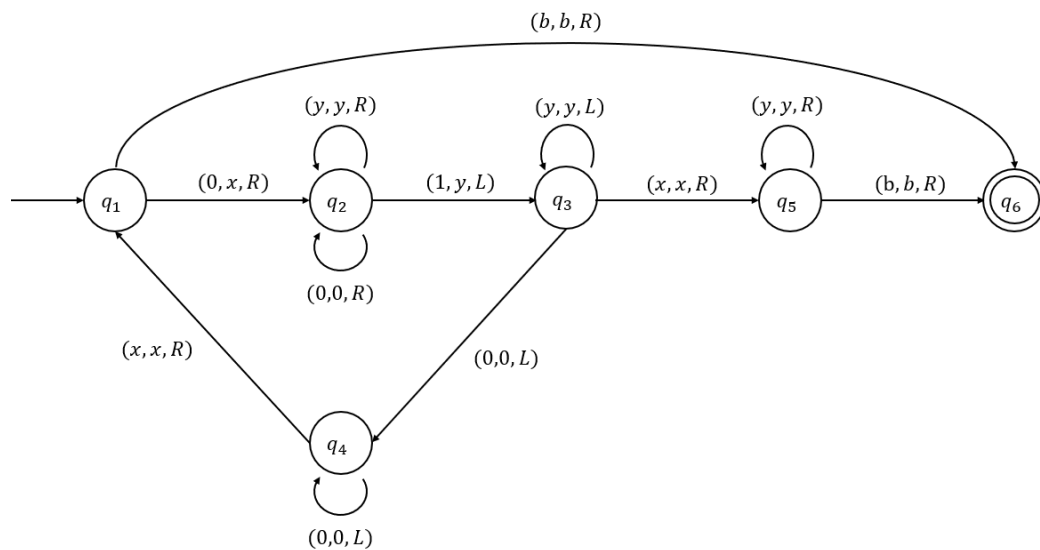 (b, b, R)
(y, y, R)
(y, y, L)
(y, y, R)
(0, x, R)
(1, y, L)
(x, x, R)
(b, b, R)
q₁
q₂
q₃
q₅
q₆
(0,0, R)
(x, x, R)
(0,0, L)
q₄
(0,0, L)